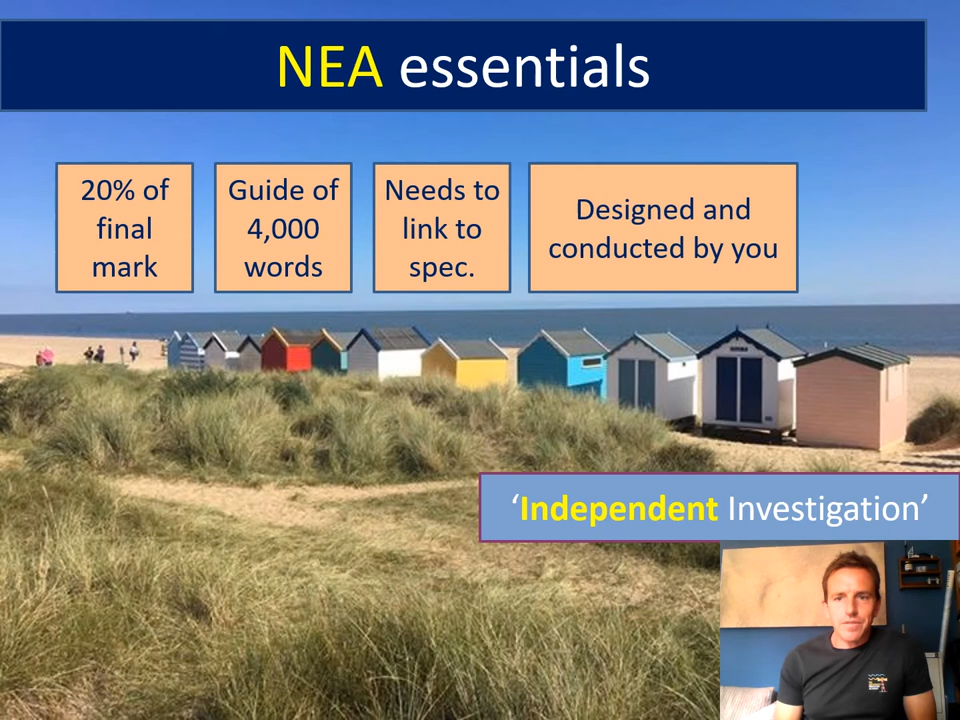 NEA essentials
20% of
final
mark
Guide of
4,000
words
Needs to
link to
spec.
Designed and
conducted by you
‘Independent Investigation’